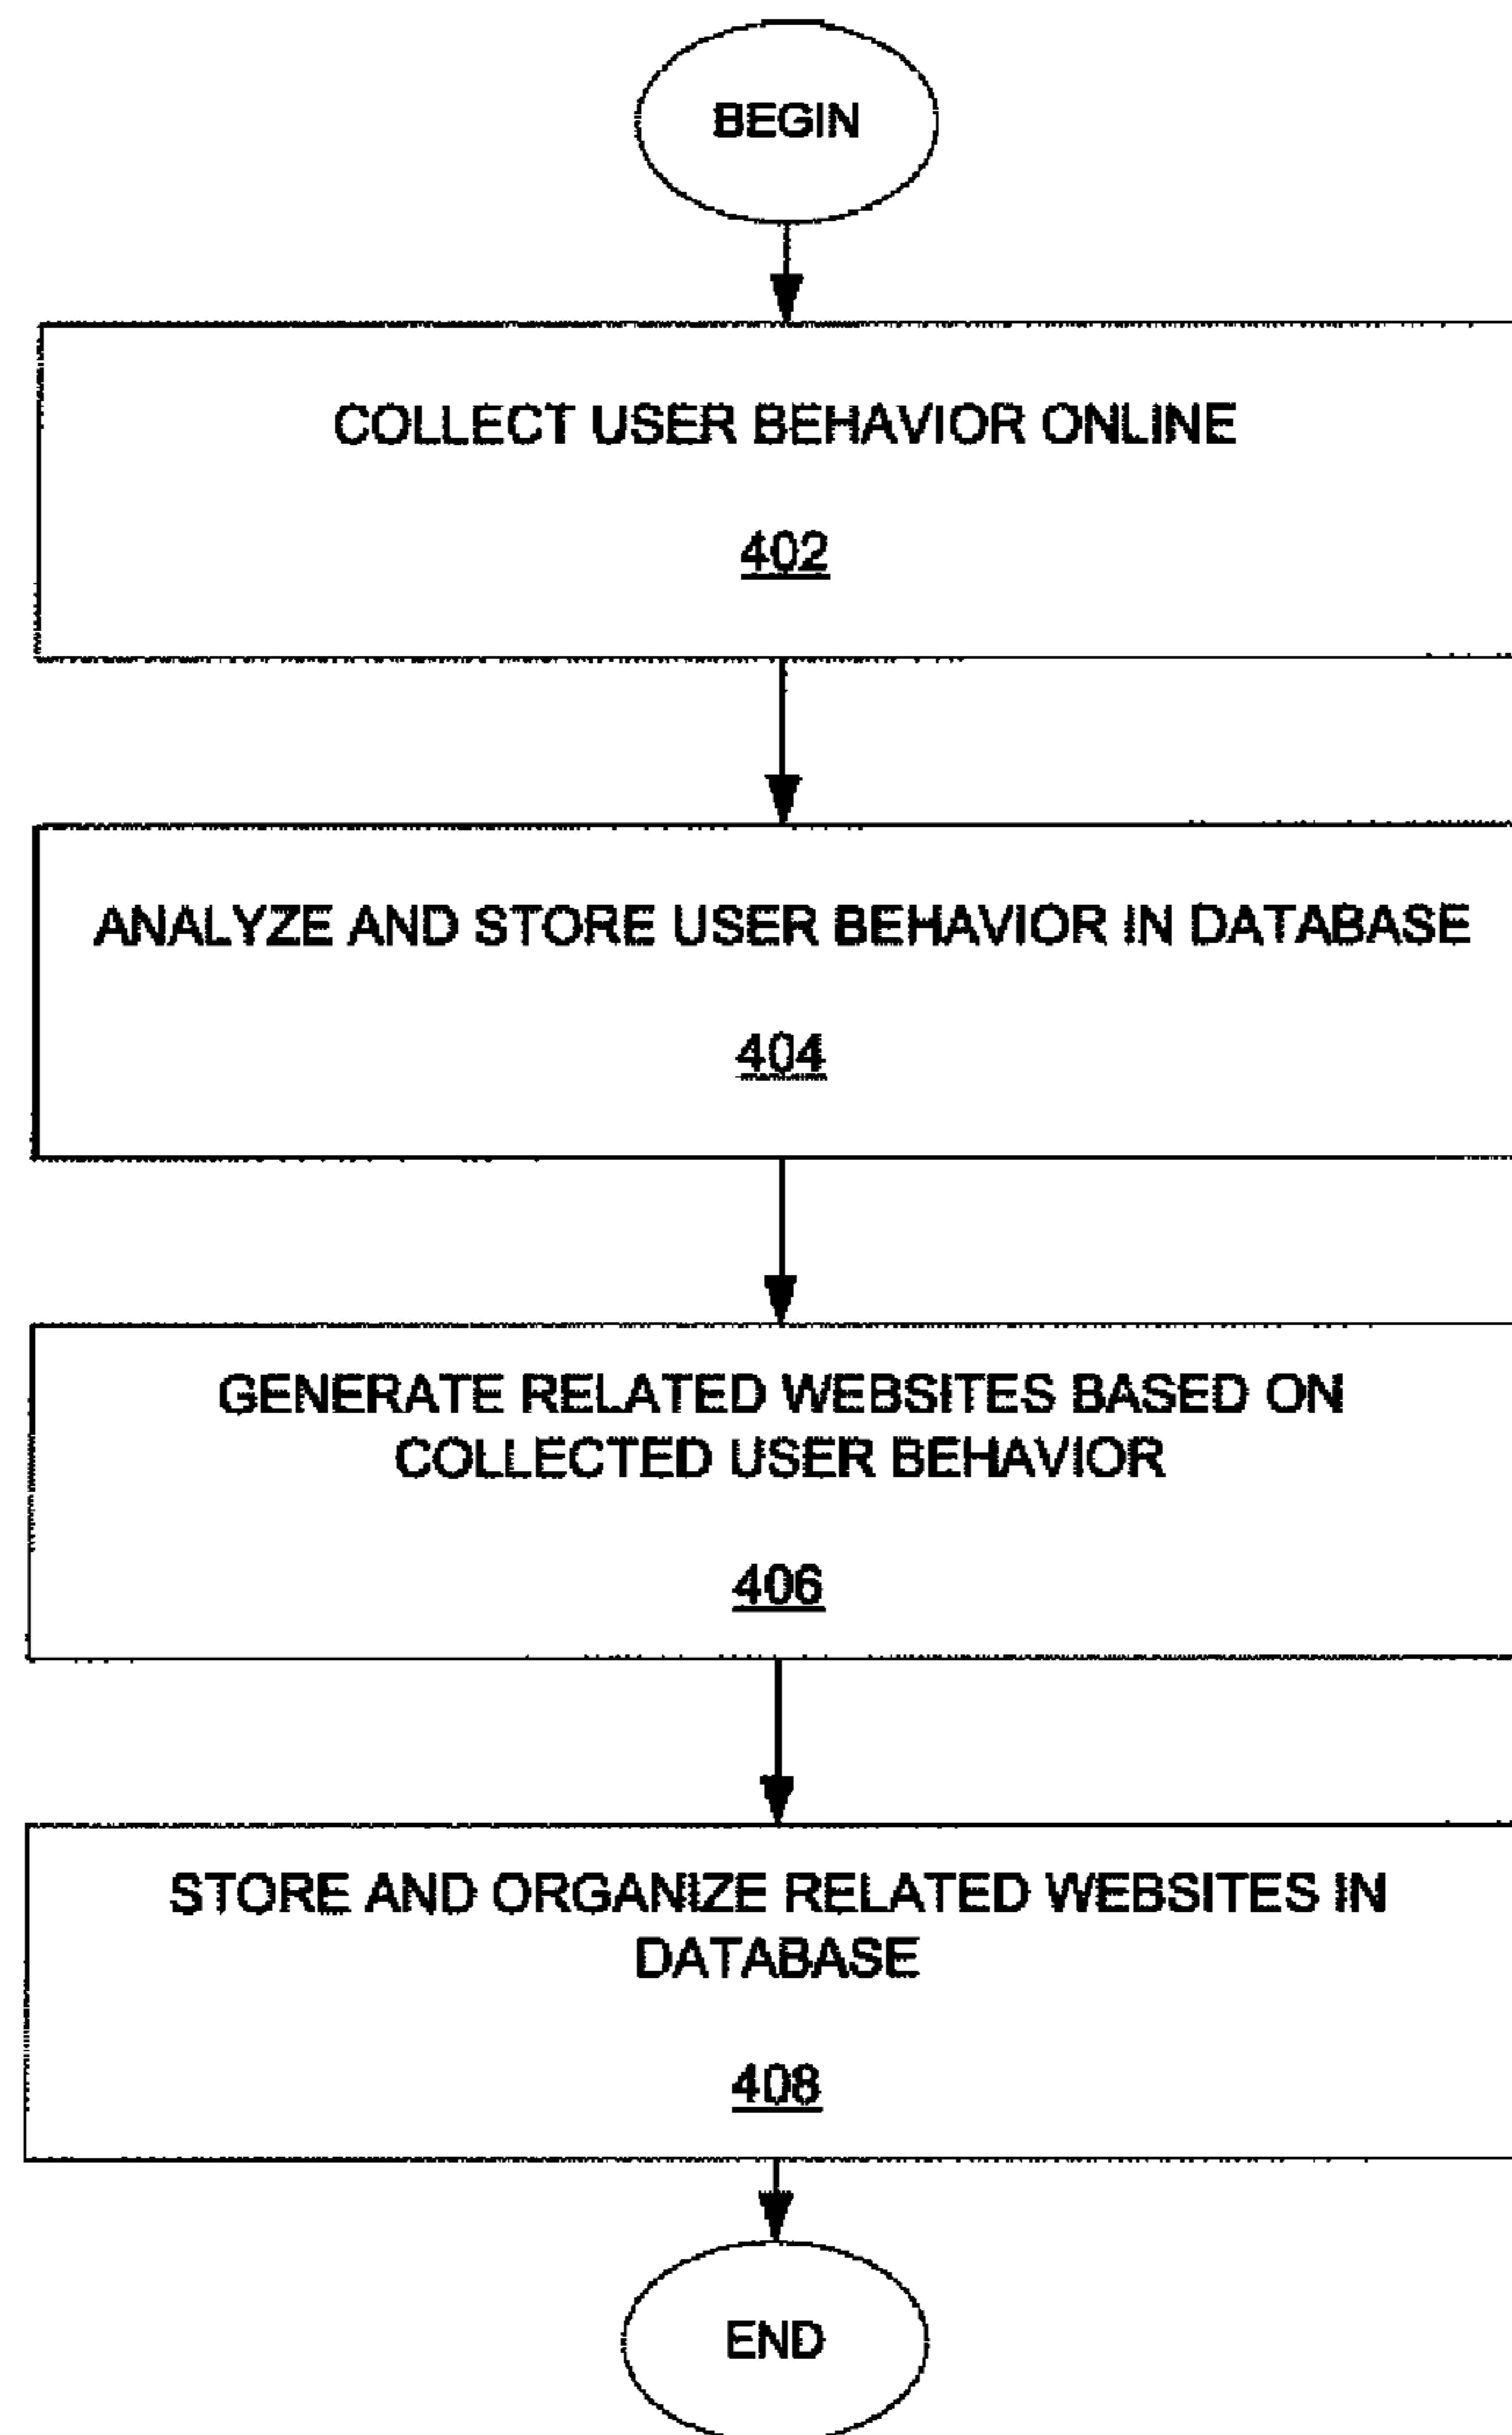 BEGIN
COLLECT USER BEHAVIOR ONLINE
402
ANALYZE AND STORE USER BEHAVIOR IN DATABASE
404
GENERATE RELATED WEBSITES BASED ON
COLLECTED USER BEHAVIOR
406
STORE AND ORGANIZE RELATED WEBSITES IN
DATABASE
408
END